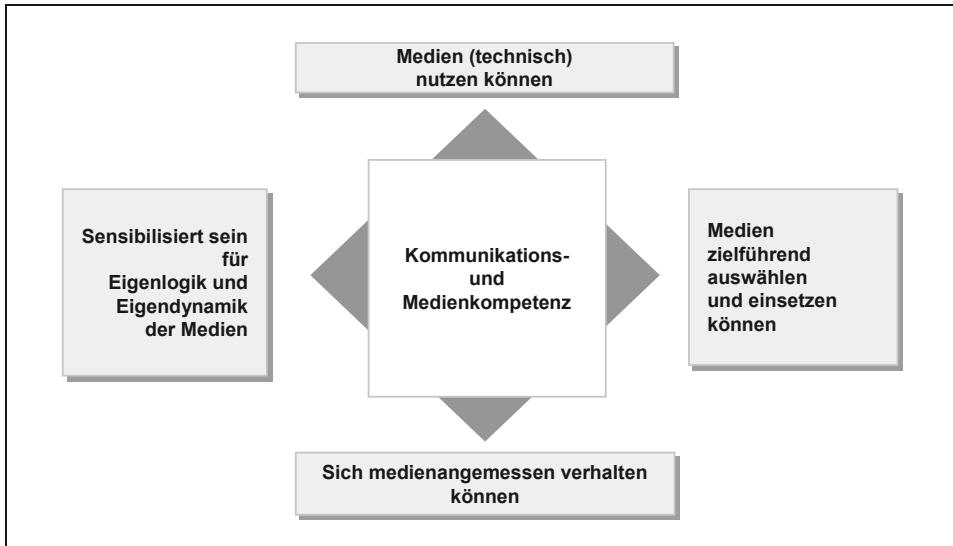 Medien (technisch)
nutzen können
Sensibilisiert sein
für
Eigenlogik und
Eigendynamik
der Medien
Kommunikations-
und
Medienkompetenz
Medien
zielführend
auswählen
und einsetzen
können
Sich medienangemessen verhalten
können